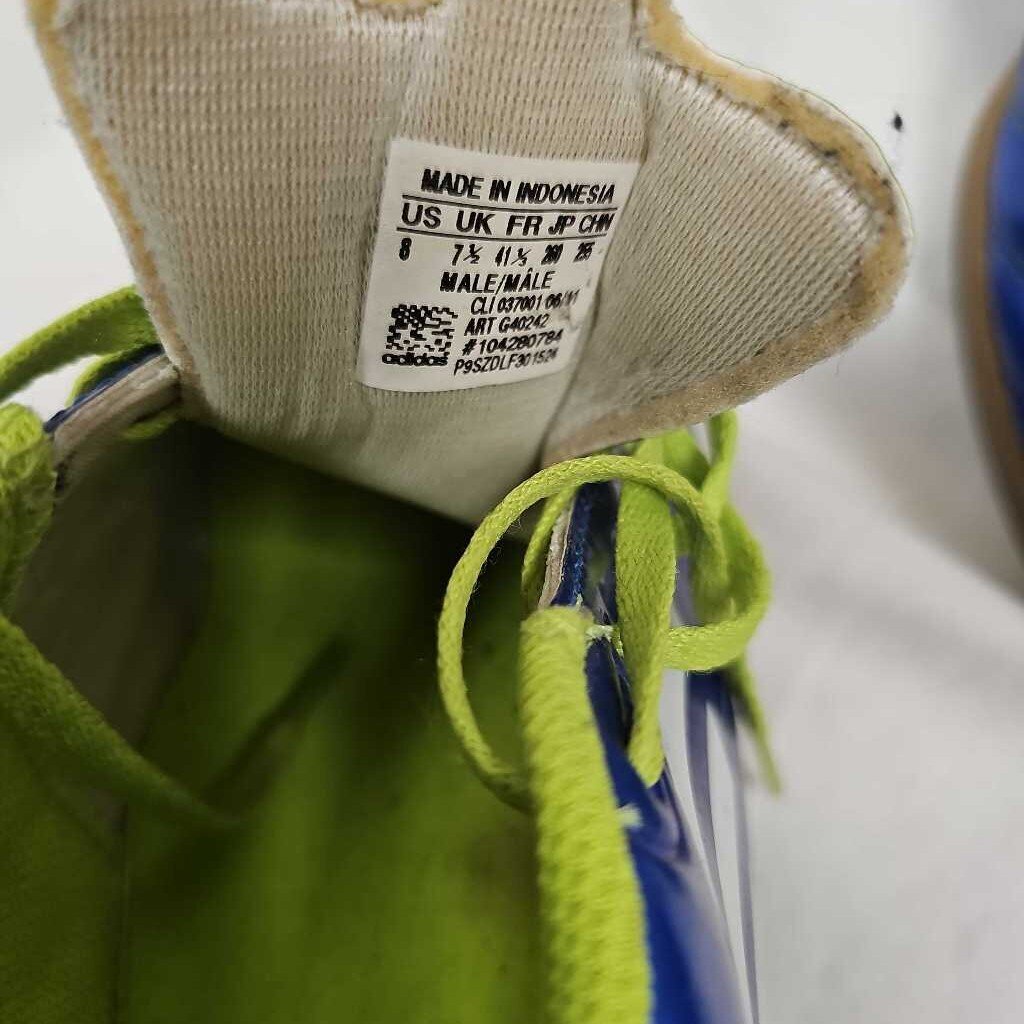 MADE IN INDONESIA
US UK FR JP CHN
8 7½ 41⅓ 260 255
MALE/MÂLE
CLI 037001 06/11
ART G40242
#104280784
adidas P9SZDLF301524